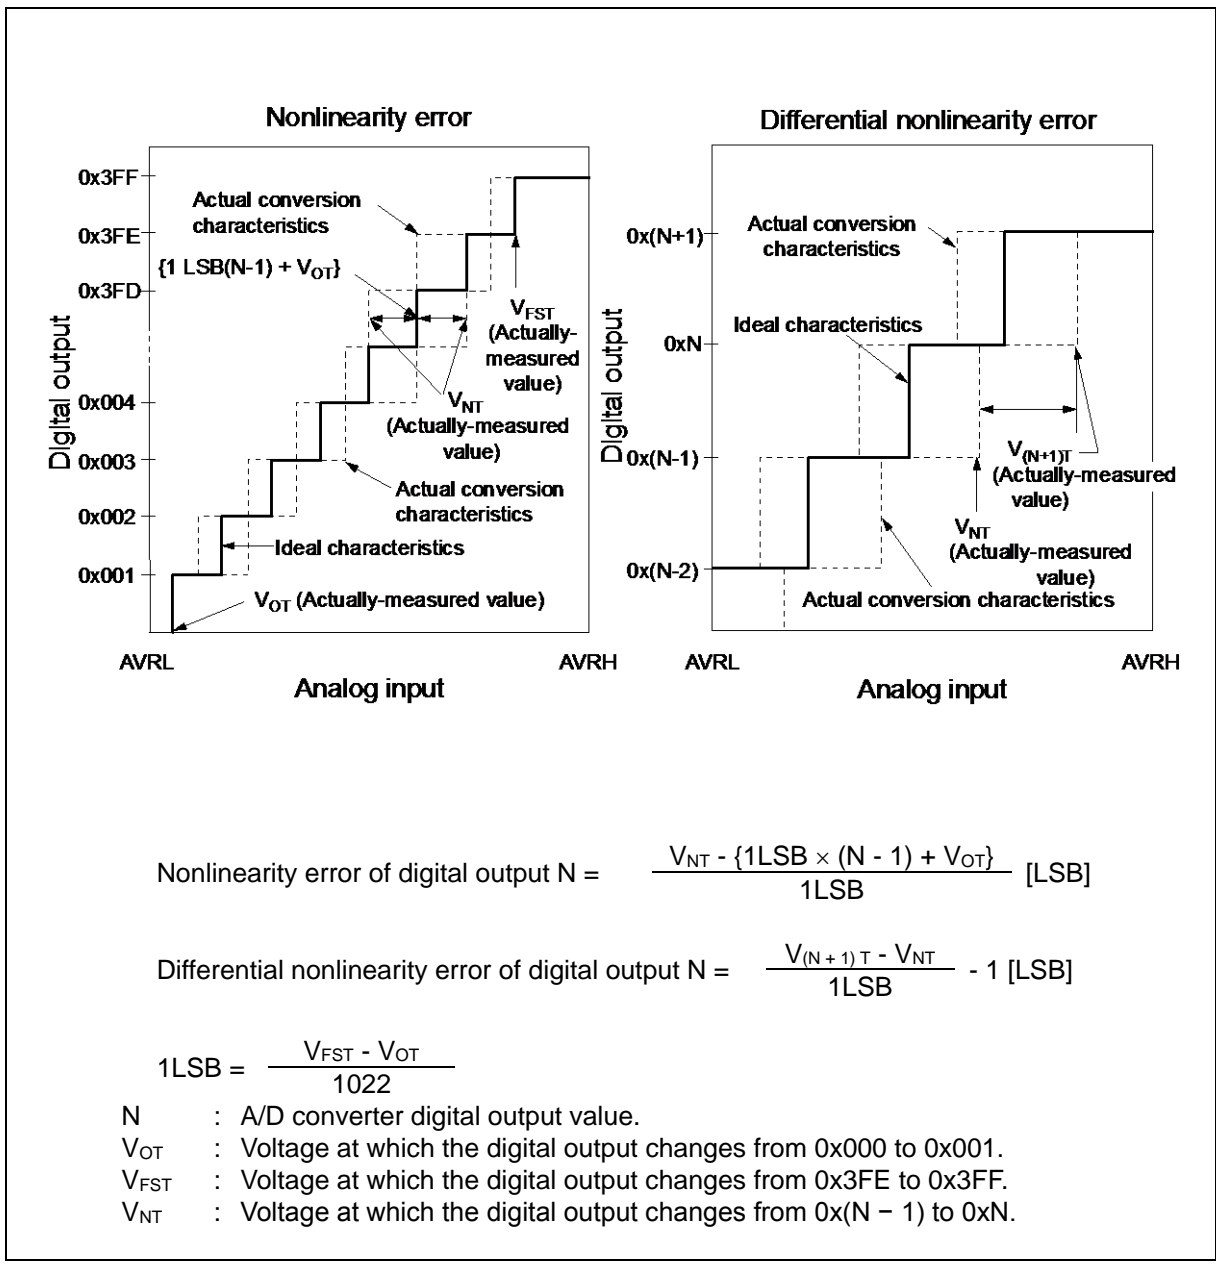 Nonlinearity error
0x3FF
0x3FE
0x3FD
0x004
0x003
0x002
0x001
Digital output
Actual conversion
characteristics
{1 LSB(N-1) + VOT}
VFST
(Actually-
measured
value)
VNT
(Actually-measured
value)
Actual conversion
characteristics
Ideal characteristics
VOT (Actually-measured value)
AVRL
AVRH
Analog input
Differential nonlinearity error
0x(N+1)
0xN
0x(N-1)
0x(N-2)
Digital output
Actual conversion
characteristics
Ideal characteristics
V(N+1)T
(Actually-measured
value)
VNT
(Actually-measured
value)
Actual conversion characteristics
AVRL
AVRH
Analog input
Nonlinearity error of digital output N =
VNT - {1LSB × (N - 1) + VOT}
1LSB
[LSB]
Differential nonlinearity error of digital output N =
V(N + 1) T - VNT
1LSB
- 1 [LSB]
1LSB =
VFST - VOT
1022
N : A/D converter digital output value.
VOT : Voltage at which the digital output changes from 0x000 to 0x001.
VFST : Voltage at which the digital output changes from 0x3FE to 0x3FF.
VNT : Voltage at which the digital output changes from 0x(N − 1) to 0xN.